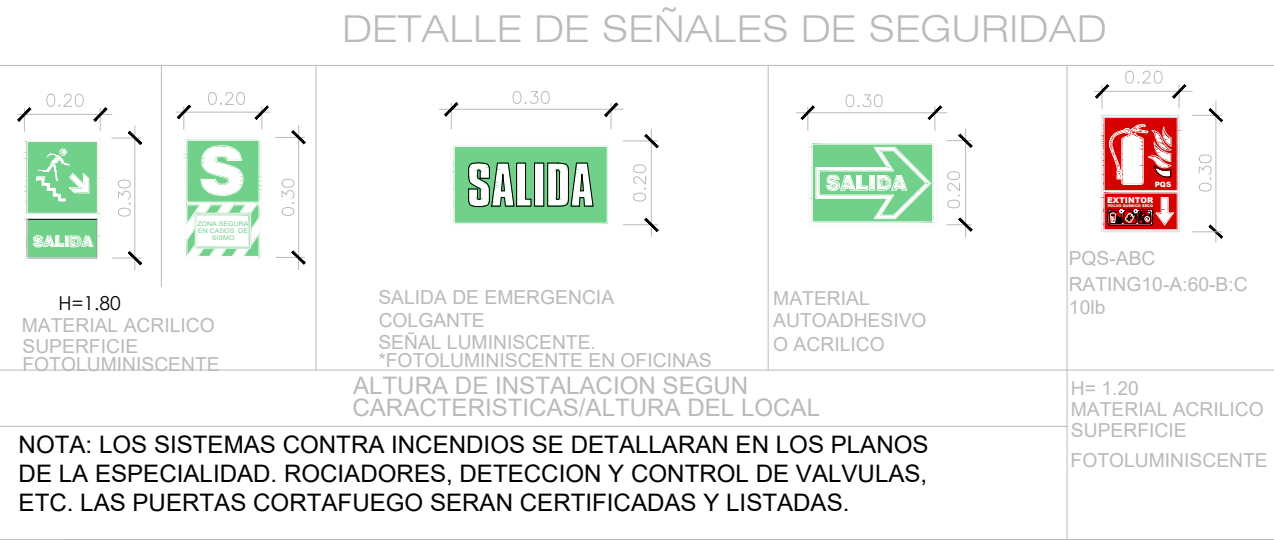 DETALLE DE SEÑALES DE SEGURIDAD
0.20
0.30
SALIDA
H=1.80
MATERIAL ACRILICO
SUPERFICIE
FOTOLUMINISCENTE
0.20
0.30
S
ZONA SEGURA
EN CASOS DE
SISMO
0.30
0.20
SALIDA
SALIDA DE EMERGENCIA
COLGANTE
SEÑAL LUMINISCENTE.
*FOTOLUMINISCENTE EN OFICINAS
0.30
0.20
SALIDA
MATERIAL
AUTOADHESIVO
O ACRILICO
0.20
0.30
PQS
EXTINTOR
POLVO QUIMICO SECO
PQS-ABC
RATING10-A:60-B:C
10lb
ALTURA DE INSTALACION SEGUN
CARACTERISTICAS/ALTURA DEL LOCAL
H= 1.20
MATERIAL ACRILICO
SUPERFICIE
FOTOLUMINISCENTE
NOTA: LOS SISTEMAS CONTRA INCENDIOS SE DETALLARAN EN LOS PLANOS
DE LA ESPECIALIDAD. ROCIADORES, DETECCION Y CONTROL DE VALVULAS,
ETC. LAS PUERTAS CORTAFUEGO SERAN CERTIFICADAS Y LISTADAS.